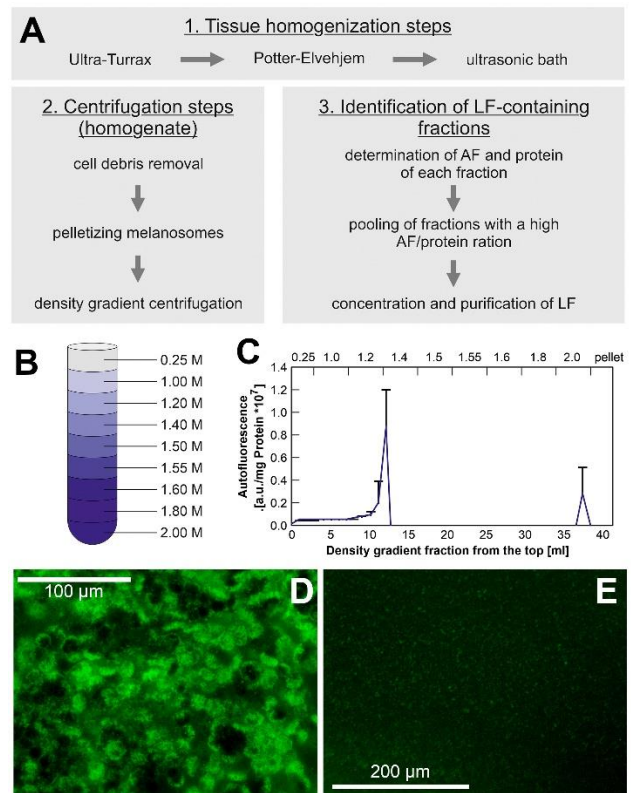 A
1. Tissue homogenization steps
Ultra-Turrax Potter-Elvehjem ultrasonic bath
2. Centrifugation steps
(homogenate)
cell debris removal
pelletizing melanosomes
density gradient centrifugation
3. Identification of LF-containing
fractions
determination of AF and protein
of each fraction
pooling of fractions with a high
AF/protein ration
concentration and purification of LF
B
0.25 M
1.00 M
1.20 M
1.40 M
1.50 M
1.55 M
1.60 M
1.80 M
2.00 M
C
0.25 1.0 1.2 1.4 1.5 1.55 1.6 1.8 2.0 pellet
Autofluorescence
.[a.u./mg Protein *10⁷]
1.4
1.2
1.0
0.8
0.6
0.4
0.2
0.0
0 5 10 15 20 25 30 35 40
Density gradient fraction from the top [ml]
100 µm
D
E
200 µm